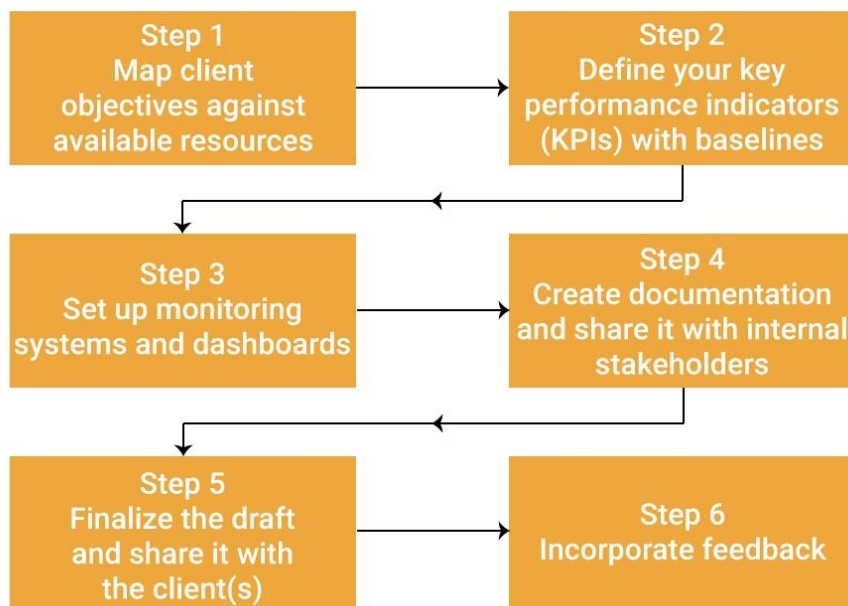 Step 1
Map client
objectives against
available resources
Step 2
Define your key
performance indicators
(KPIs) with baselines
Step 3
Set up monitoring
systems and dashboards
Step 4
Create documentation
and share it with internal
stakeholders
Step 5
Finalize the draft
and share it with
the client(s)
Step 6
Incorporate feedback